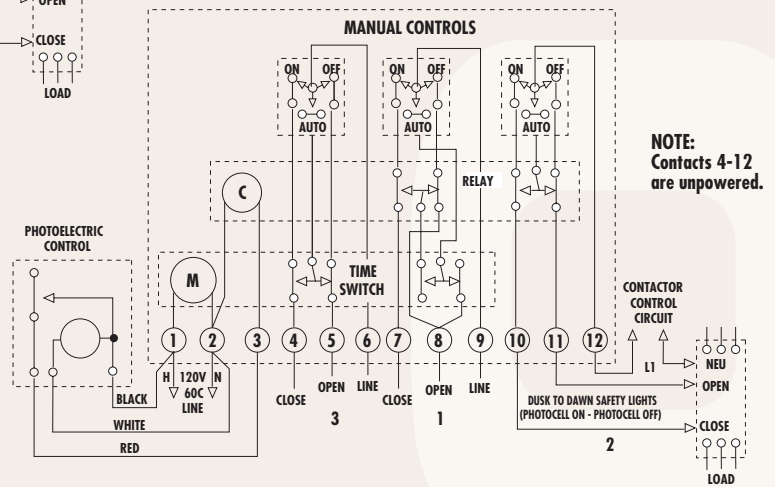 OPEN
CLOSE
LOAD
MANUAL CONTROLS
ON OFF
AUTO
ON OFF
AUTO
ON OFF
AUTO
NOTE:
Contacts 4-12
are unpowered.
C
RELAY
PHOTOELECTRIC
CONTROL
M
TIME
SWITCH
CONTACTOR
CONTROL
CIRCUIT
1 2 3 4 5 6 7 8 9 10 11 12
H 120V N
60C
LINE
CLOSE OPEN LINE CLOSE OPEN LINE
3
1
L1
NEU
OPEN
DUSK TO DAWN SAFETY LIGHTS
(PHOTOCELL ON - PHOTOCELL OFF)
2
CLOSE
LOAD
BLACK
WHITE
RED